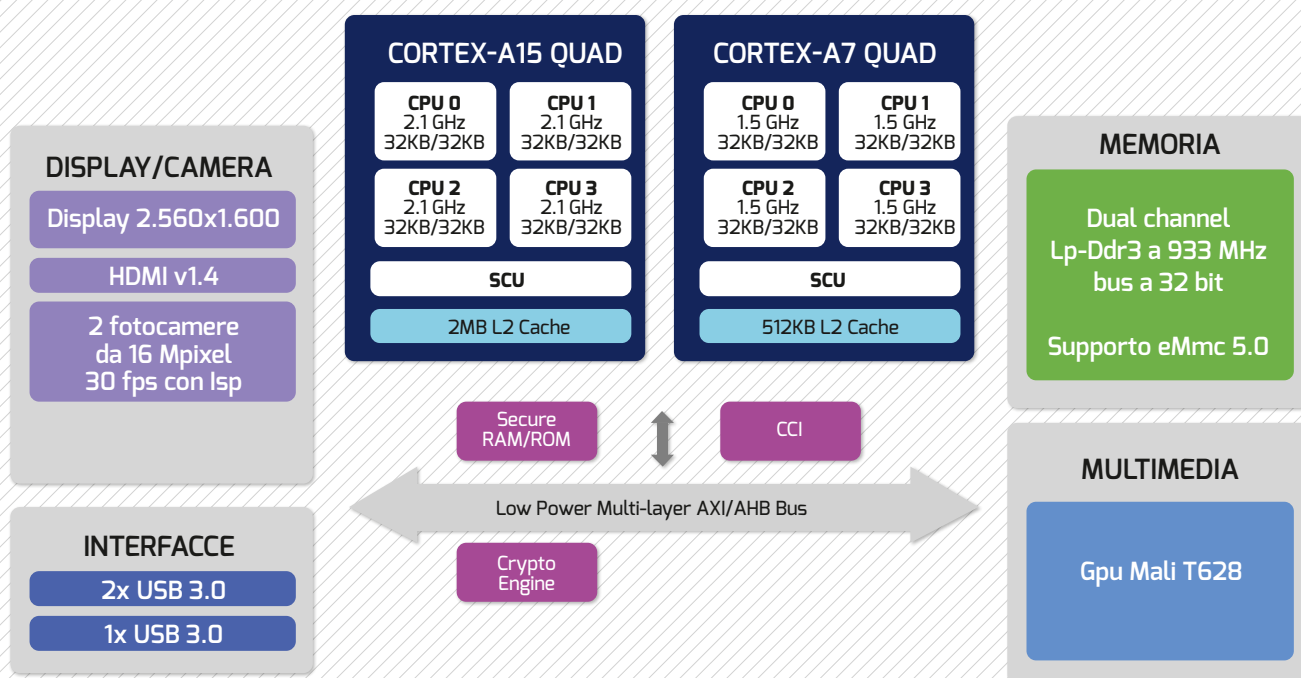 CORTEX-A15 QUAD
CPU 0
2.1 GHz
32KB/32KB
CPU 1
2.1 GHz
32KB/32KB
CPU 2
2.1 GHz
32KB/32KB
CPU 3
2.1 GHz
32KB/32KB
SCU
2MB L2 Cache
CORTEX-A7 QUAD
CPU 0
1.5 GHz
32KB/32KB
CPU 1
1.5 GHz
32KB/32KB
CPU 2
1.5 GHz
32KB/32KB
CPU 3
1.5 GHz
32KB/32KB
SCU
512KB L2 Cache
DISPLAY/CAMERA
Display 2.560x1.600
HDMI v1.4
2 fotocamere
da 16 Mpixel
30 fps con Isp
MEMORIA
Dual channel
Lp-Ddr3 a 933 MHz
bus a 32 bit
Supporto eMmc 5.0
Secure
RAM/ROM
CCI
Low Power Multi-layer AXI/AHB Bus
Crypto
Engine
INTERFACCE
2x USB 3.0
1x USB 3.0
MULTIMEDIA
Gpu Mali T628